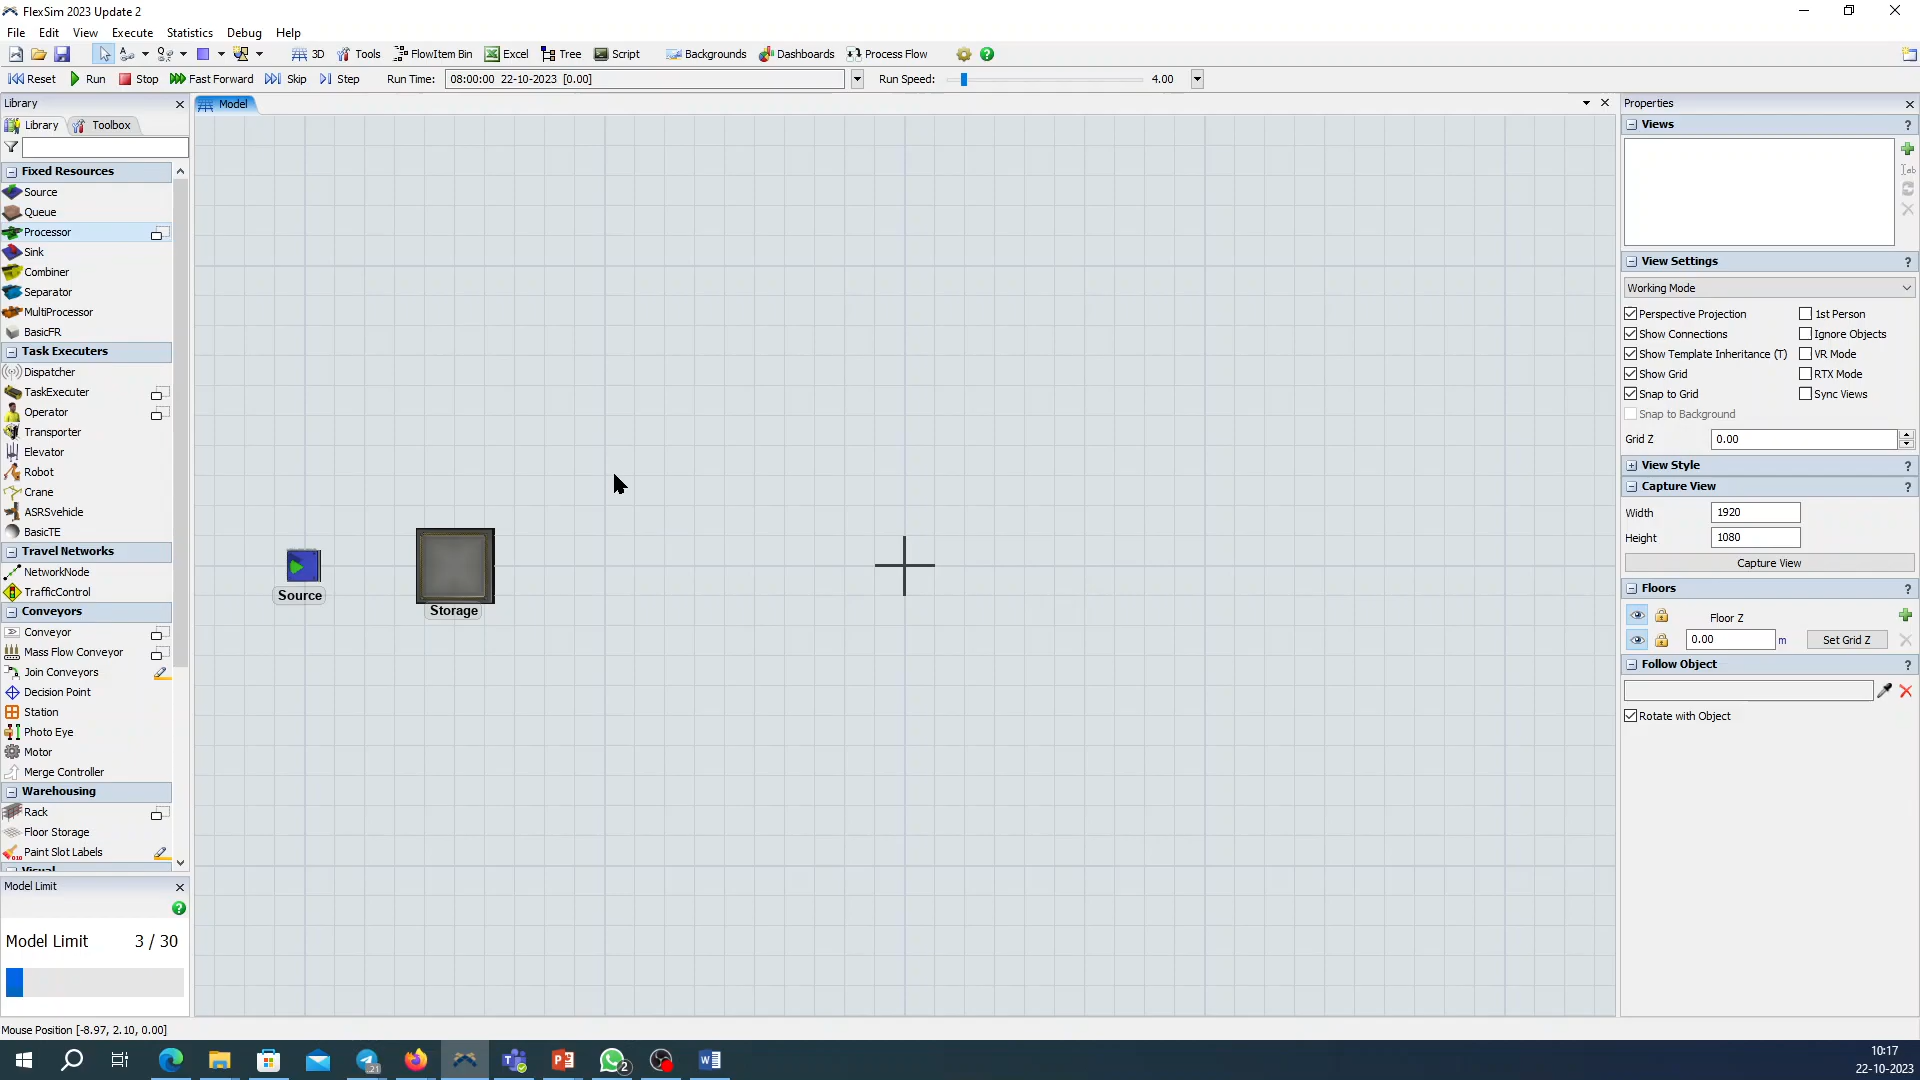 FlexSim 2023 Update 2
File Edit View Execute Statistics Debug Help
3D Tools FlowItem Bin Excel Tree Script Backgrounds Dashboards Process Flow
Reset Run Stop Fast Forward Skip Step Run Time: 08:00:00 22-10-2023 [0.00] Run Speed: 4.00
Library
Library Toolbox
Fixed Resources
Source
Queue
Processor
Sink
Combiner
Separator
MultiProcessor
BasicFR
Task Executers
Dispatcher
TaskExecuter
Operator
Transporter
Elevator
Robot
Crane
ASRSvehicle
BasicTE
Travel Networks
NetworkNode
TrafficControl
Conveyors
Conveyor
Mass Flow Conveyor
Join Conveyors
Decision Point
Station
Photo Eye
Motor
Merge Controller
Warehousing
Rack
Floor Storage
Paint Slot Labels
Visual
Model Limit
Model Limit 3 / 30
Mouse Position [-8.97, 2.10, 0.00]
Model
Source
Storage
Properties
Views
View Settings
Working Mode
Perspective Projection 1st Person
Show Connections Ignore Objects
Show Template Inheritance (T) VR Mode
Show Grid RTX Mode
Snap to Grid Sync Views
Snap to Background
Grid Z 0.00
View Style
Capture View
Width 1920
Height 1080
Capture View
Floors
Floor Z
0.00 m Set Grid Z
Follow Object
Rotate with Object
21
2
10:17
22-10-2023